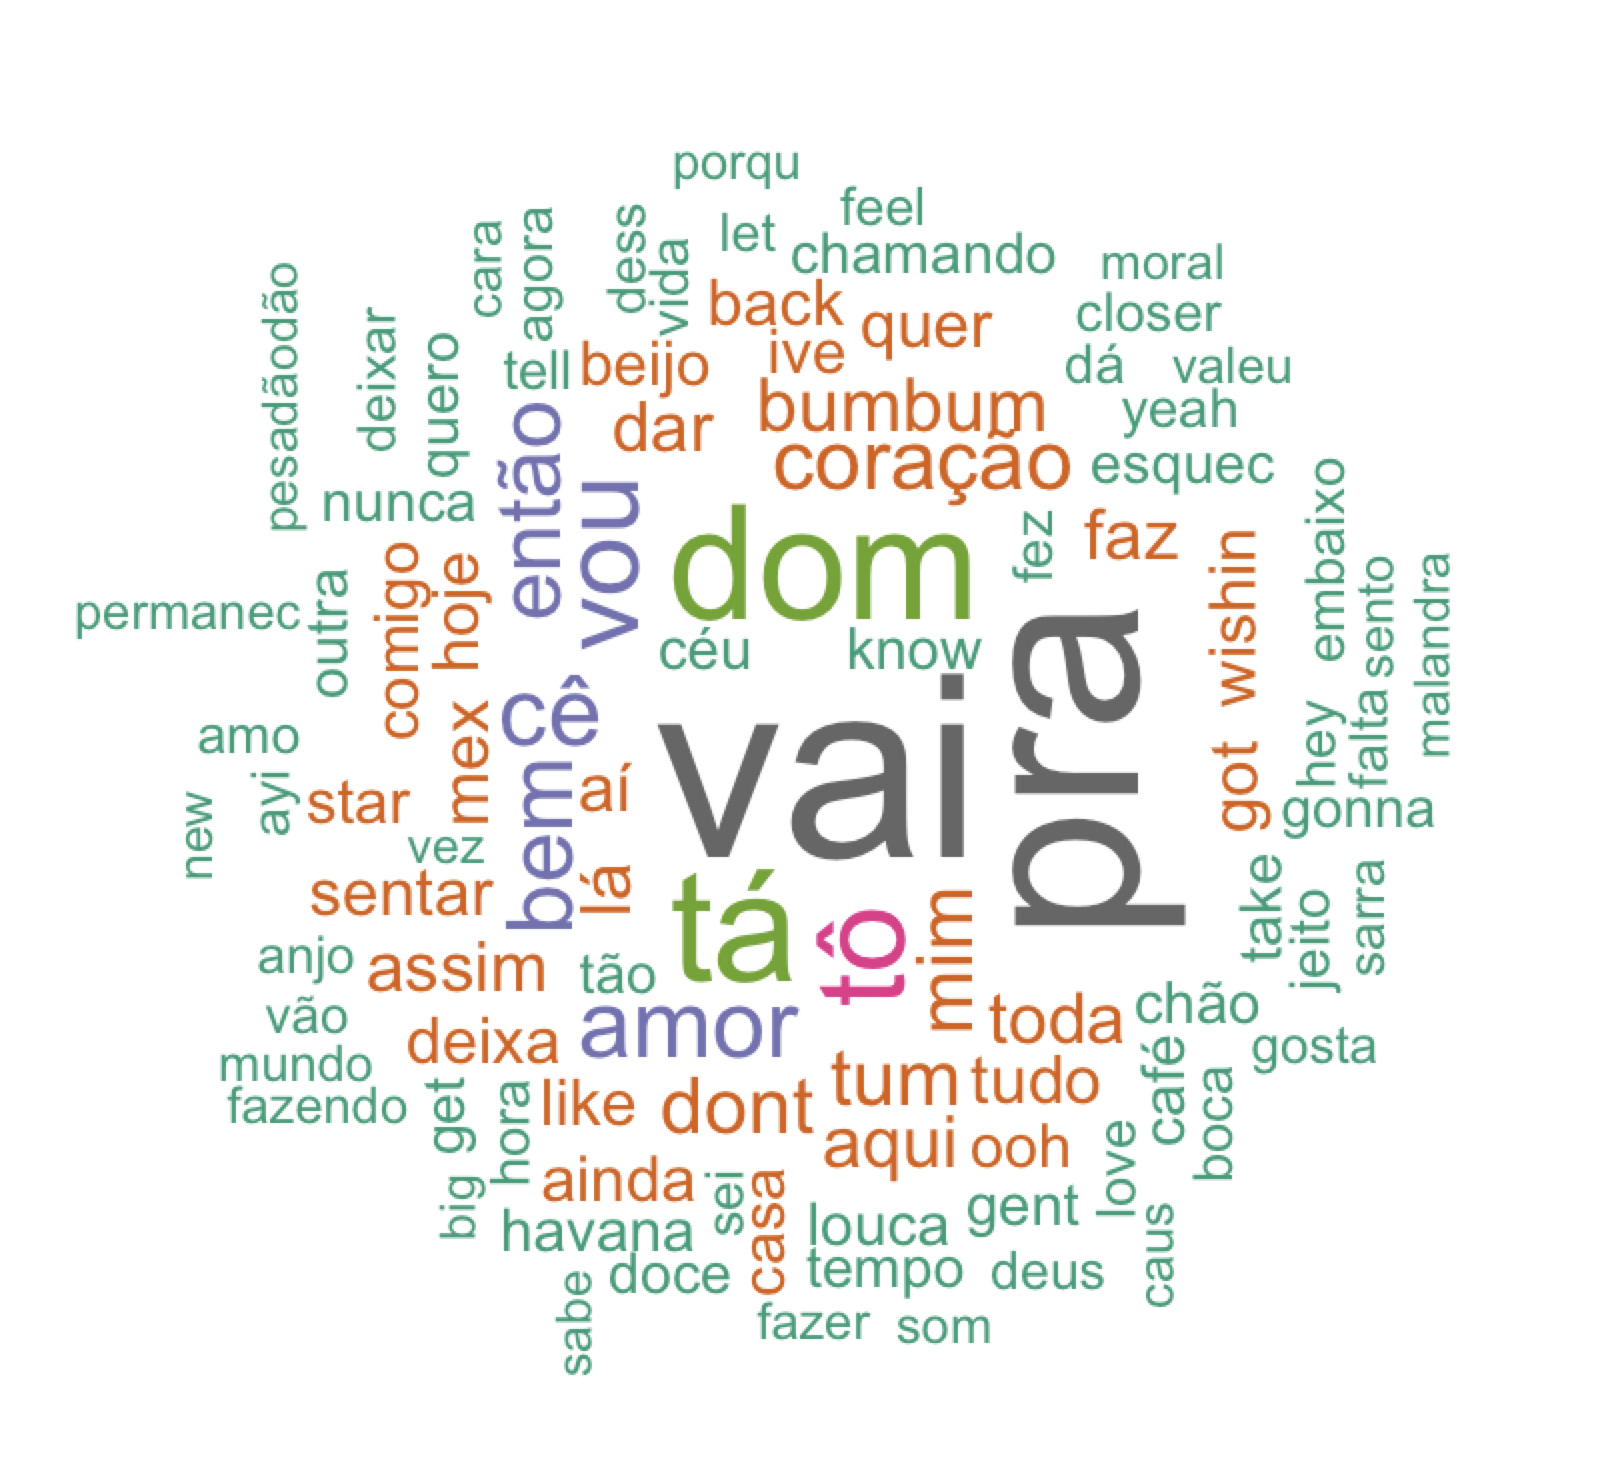 porqu
feel
let
chamando
cara
agora
dess
vida
moral
back
quer
closer
pesadãodão
deixar
quero
tell
beijo
ive
dá
valeu
dar
bumbum
yeah
então
vou
coração
esquec
nunca
dom
fez
faz
wishin
embaixo
comigo
hoje
outra
permanec
céu
know
pra
sento
malandra
cê
vai
mex
amo
ayi
star
aí
got
hey
falta
gonna
new
vez
bem
lá
sentar
tá
tô
mim
take
jeito
sarra
anjo
assim
tão
vão
deixa
amor
toda
chão
gosta
mundo
fazendo
get
hora
like
dont
tum
tudo
café
boca
aqui
ooh
love
big
ainda
sei
casa
havana
louca
gent
caus
doce
tempo
deus
sabe
fazer
som